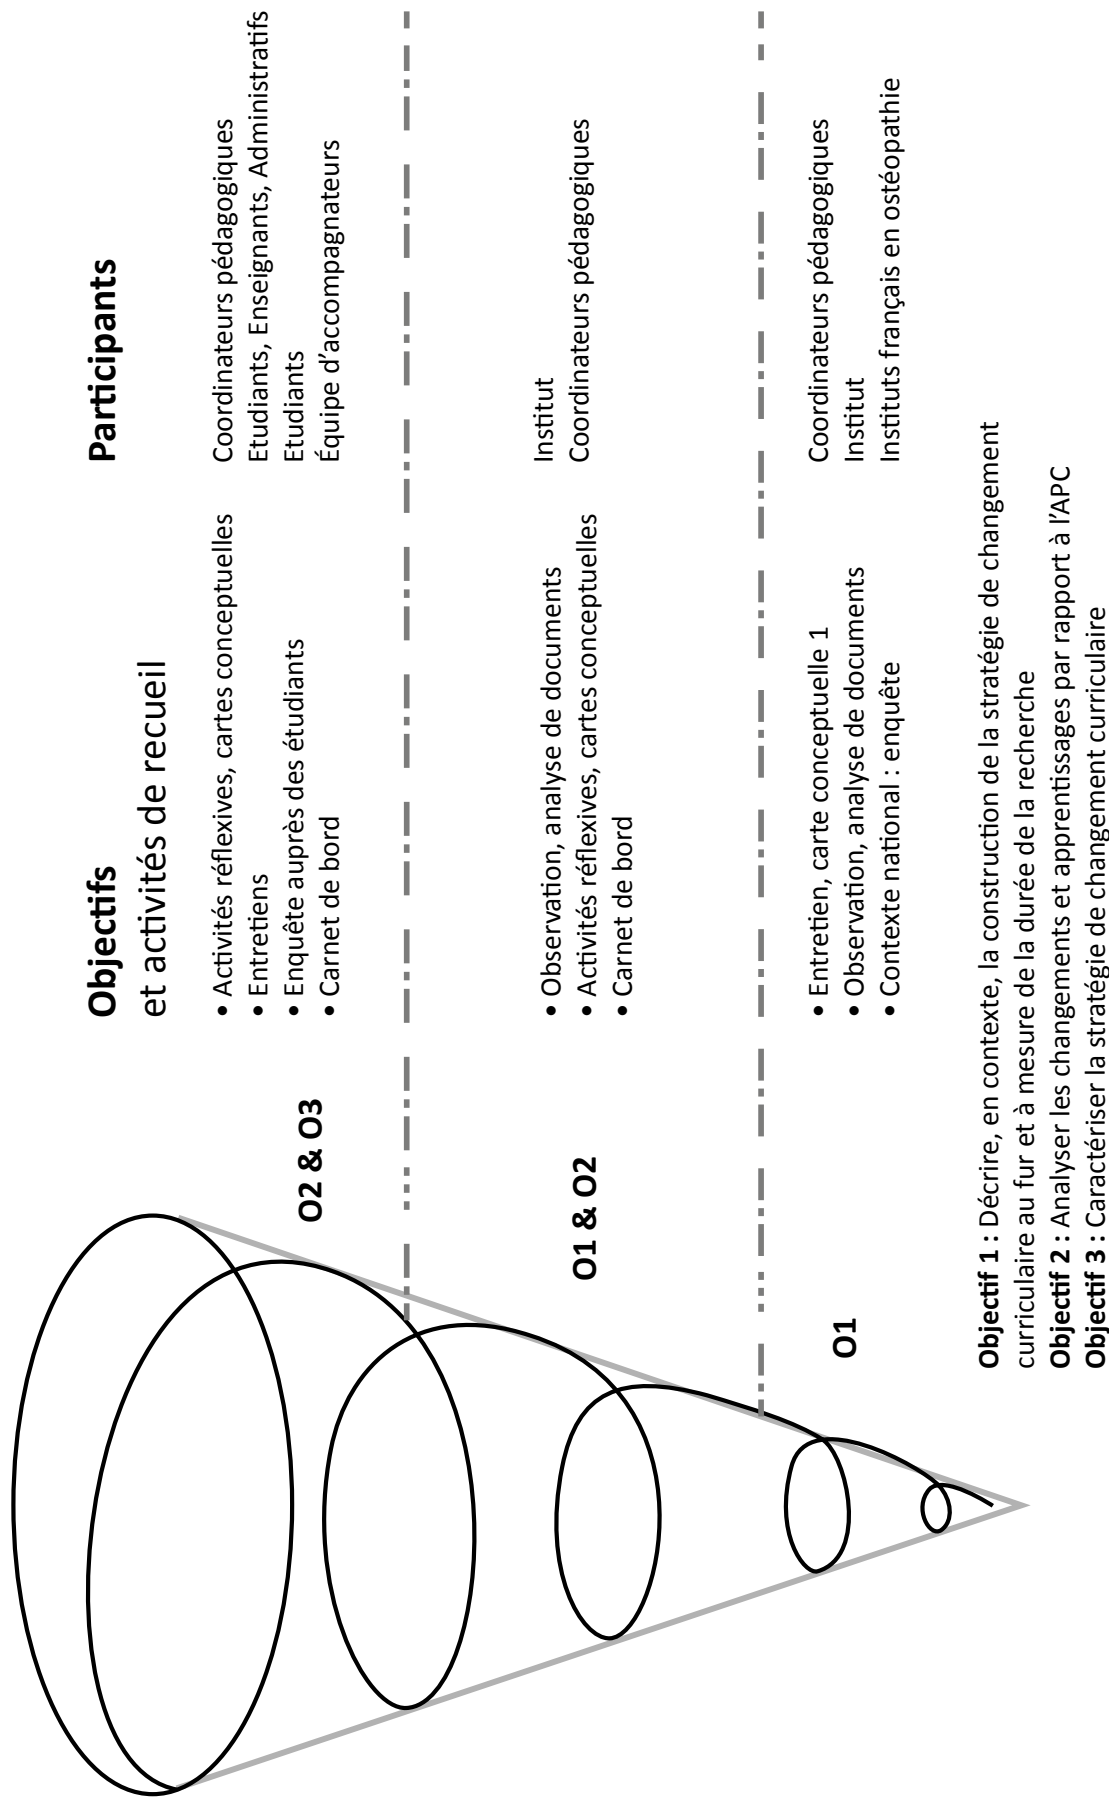 Objectifs
et activités de recueil
Participants
O2 & O3
• Activités réflexives, cartes conceptuelles
• Entretiens
• Enquête auprès des étudiants
• Carnet de bord
Coordinateurs pédagogiques
Etudiants, Enseignants, Administratifs
Etudiants
Équipe d'accompagnateurs
O1 & O2
• Observation, analyse de documents
• Activités réflexives, cartes conceptuelles
• Carnet de bord
Institut
Coordinateurs pédagogiques
O1
• Entretien, carte conceptuelle 1
• Observation, analyse de documents
• Contexte national : enquête
Coordinateurs pédagogiques
Institut
Instituts français en ostéopathie
Objectif 1 : Décrire, en contexte, la construction de la stratégie de changement
curriculaire au fur et à mesure de la durée de la recherche
Objectif 2 : Analyser les changements et apprentissages par rapport à l'APC
Objectif 3 : Caractériser la stratégie de changement curriculaire